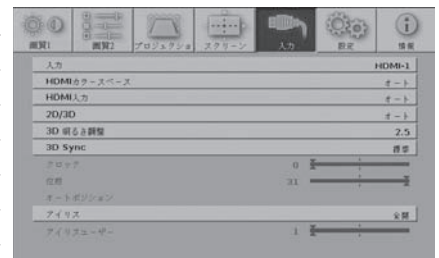 画質1 画質2 プロジェクション スクリーン 入力 設定 情報
入力 HDMI-1
HDMIカラースペース オート
HDMI入力 オート
2D/3D オート
3D 明るさ調整 2.5
3D Sync 標準
クロック 0
位相 31
オートポジション
アイリス 全開
アイリスユーザー 1